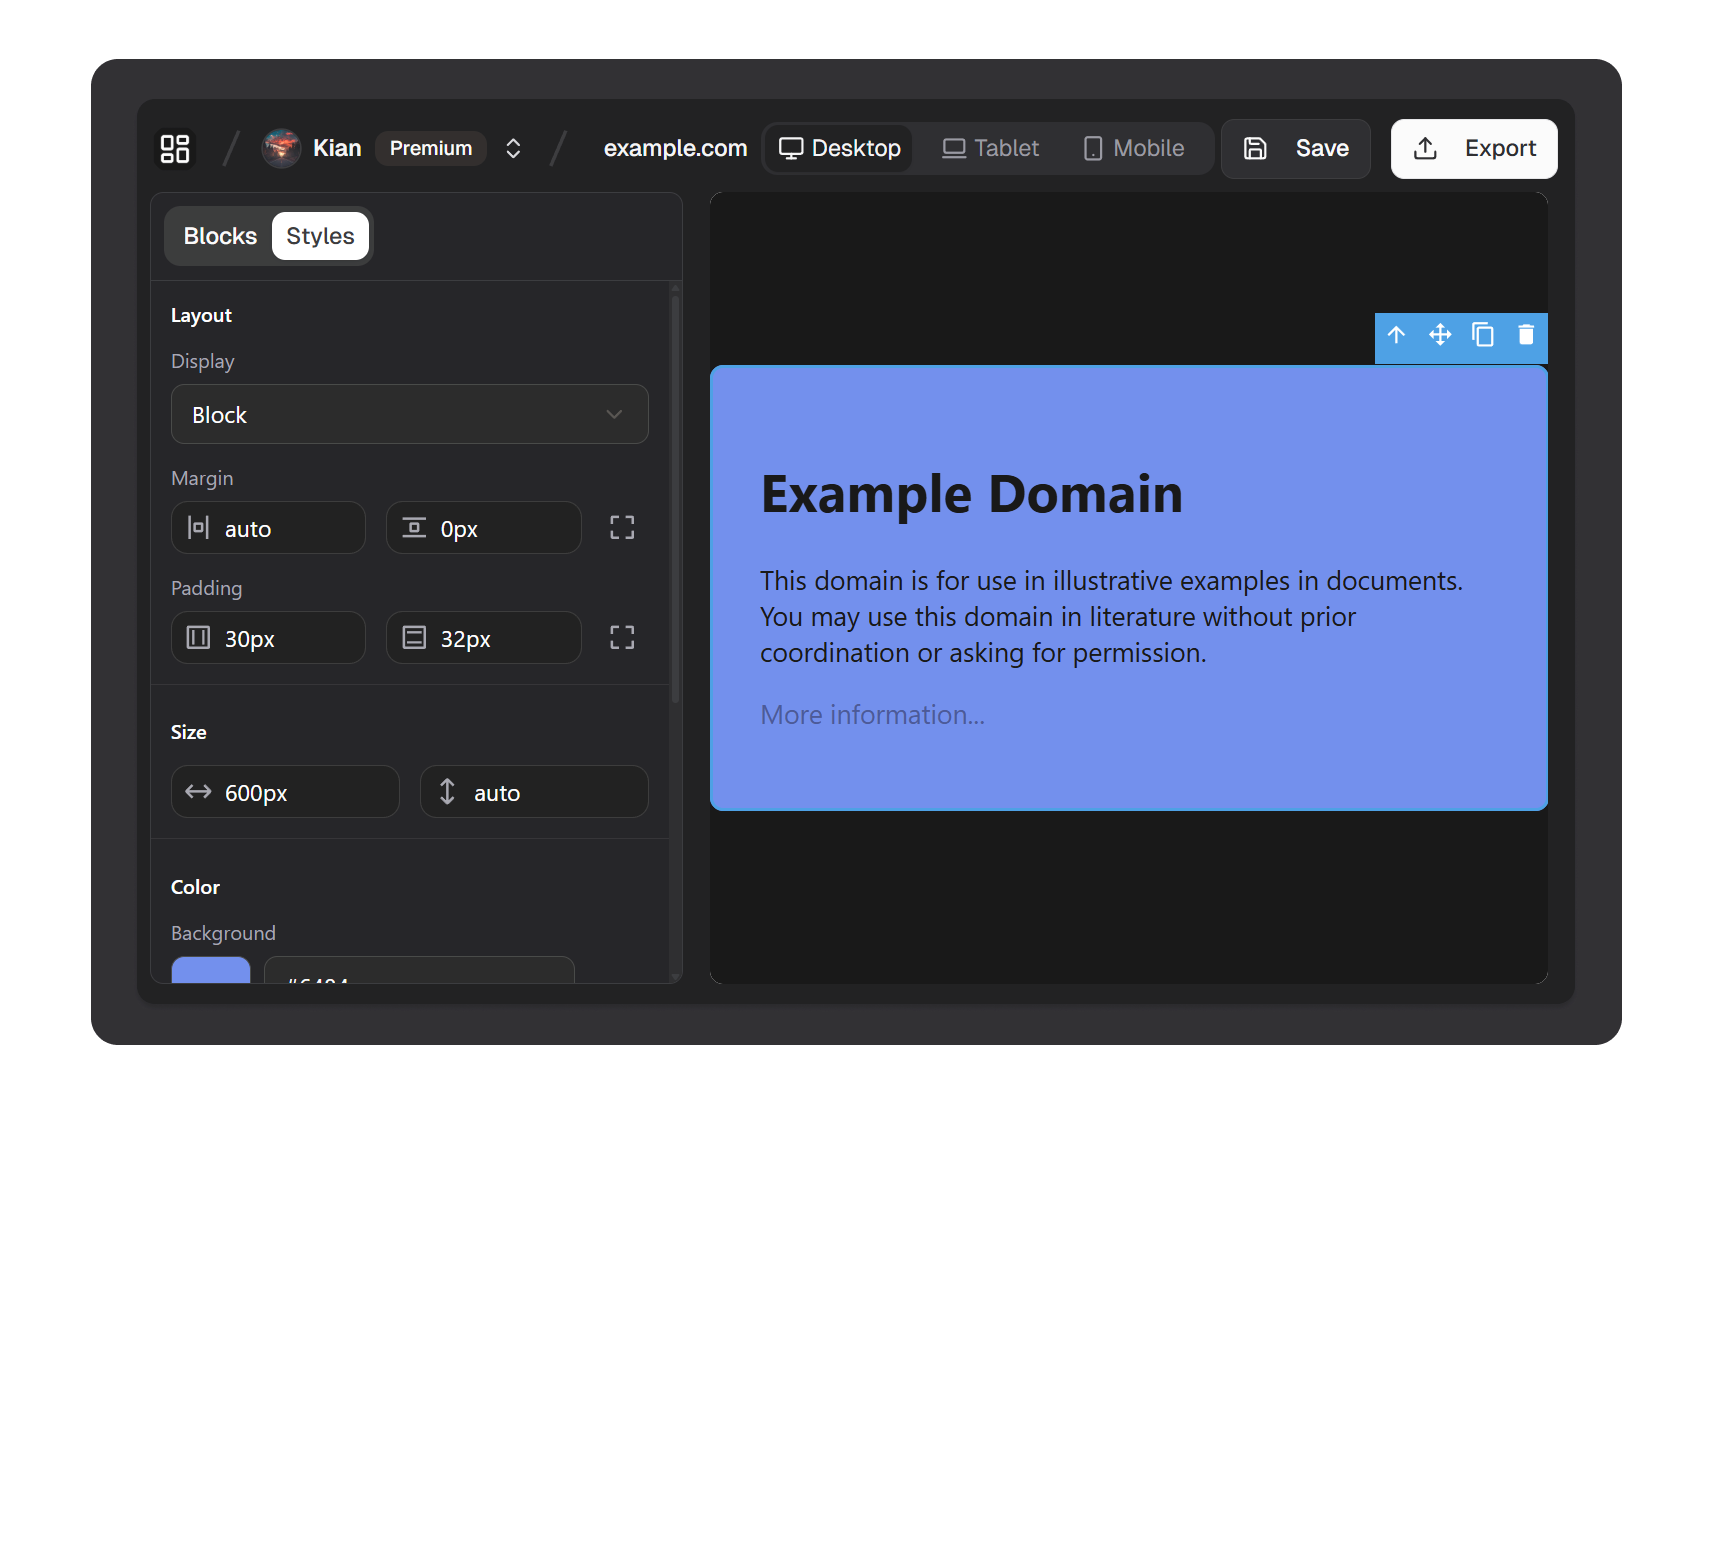 Kian Premium example.com Desktop Tablet Mobile Save Export
Blocks Styles
Layout
Display
Block
Margin
auto 0px
Padding
30px 32px
Size
600px auto
Color
Background
Example Domain
This domain is for use in illustrative examples in documents.
You may use this domain in literature without prior
coordination or asking for permission.
More information...